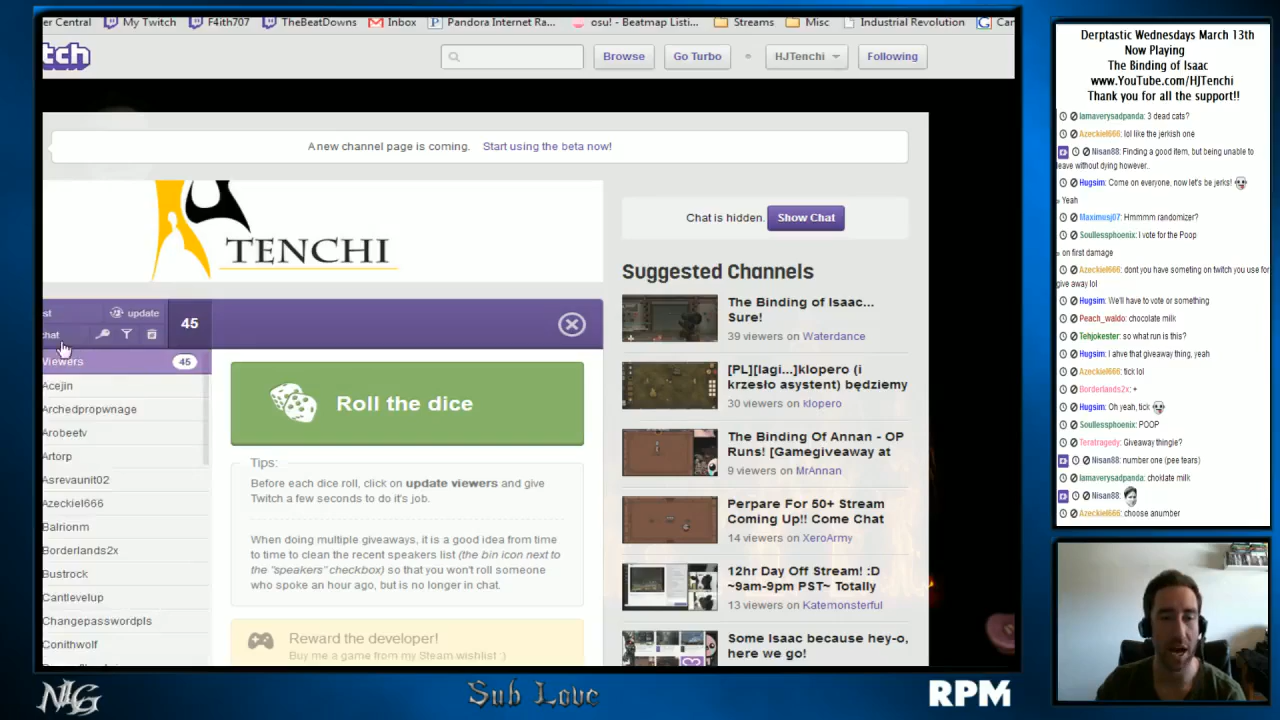 er Central My Twitch F4ith707 TheBeatDowns Inbox Pandora Internet Ra... osu! - Beatmap Listi... Streams Misc Industrial Revolution Can
tch
Browse Go Turbo HJTenchi Following
A new channel page is coming. Start using the beta now!
TENCHI
Chat is hidden. Show Chat
Suggested Channels
The Binding of Isaac...
Sure!
39 viewers on Waterdance
[PL][lagi...]klopero (i
krzesło asystent) będziemy
30 viewers on klopero
The Binding Of Annan - OP
Runs! [Gamegiveaway at
9 viewers on MrAnnan
Perpare For 50+ Stream
Coming Up!! Come Chat
14 viewers on XeroArmy
12hr Day Off Stream! :D
~9am-9pm PST~ Totally
13 viewers on Katemonsterful
Some Isaac because hey-o,
here we go!
st update 45
chat
Viewers 45
Acejin
Archedpropwnage
Arobeetv
Artorp
Asrevaunit02
Azeckiel666
Balrionm
Borderlands2x
Bustrock
Cantlevelup
Changepasswordpls
Conithwolf
Roll the dice
Tips:
Before each dice roll, click on update viewers and give
Twitch a few seconds to do it's job.
When doing multiple giveaways, it is a good idea from time
to time to clean the recent speakers list (the bin icon next to
the "speakers" checkbox) so that you won't roll someone
who spoke an hour ago, but is no longer in chat.
Reward the developer!
Buy me a game from my Steam wishlist :)
Derptastic Wednesdays March 13th
Now Playing
The Binding of Isaac
www.YouTube.com/HJTenchi
Thank you for all the support!!
Iamaverysadpanda: 3 dead cats?
Azeckiel666: lol like the jerkish one
Nisan88: Finding a good item, but being unable to
leave without dying however..
Hugsim: Come on everyone, now let's be jerks!
» Yeah
Maximesj07: Hmmmm randomizer?
Soullessphoenix: I vote for the Poop
» on first damage
Azeckiel666: dont you have someting on twitch you use for
give away lol
Hugsim: We'll have to vote or something
Peach_waldo: chocolate milk
Tehjokester: so what run is this?
Hugsim: I ahve that giveaway thing, yeah
Azeckiel666: tick lol
Borderlands2x: +
Hugsim: Oh yeah, tick
Soullessphoenix: POOP
Teratragedy: Giveaway thingie?
Nisan88: number one (pee tears)
Iamaverysadpanda: choklate milk
Nisan88:
Azeckiel666: choose anumber
NIG
Sub Love
RPM